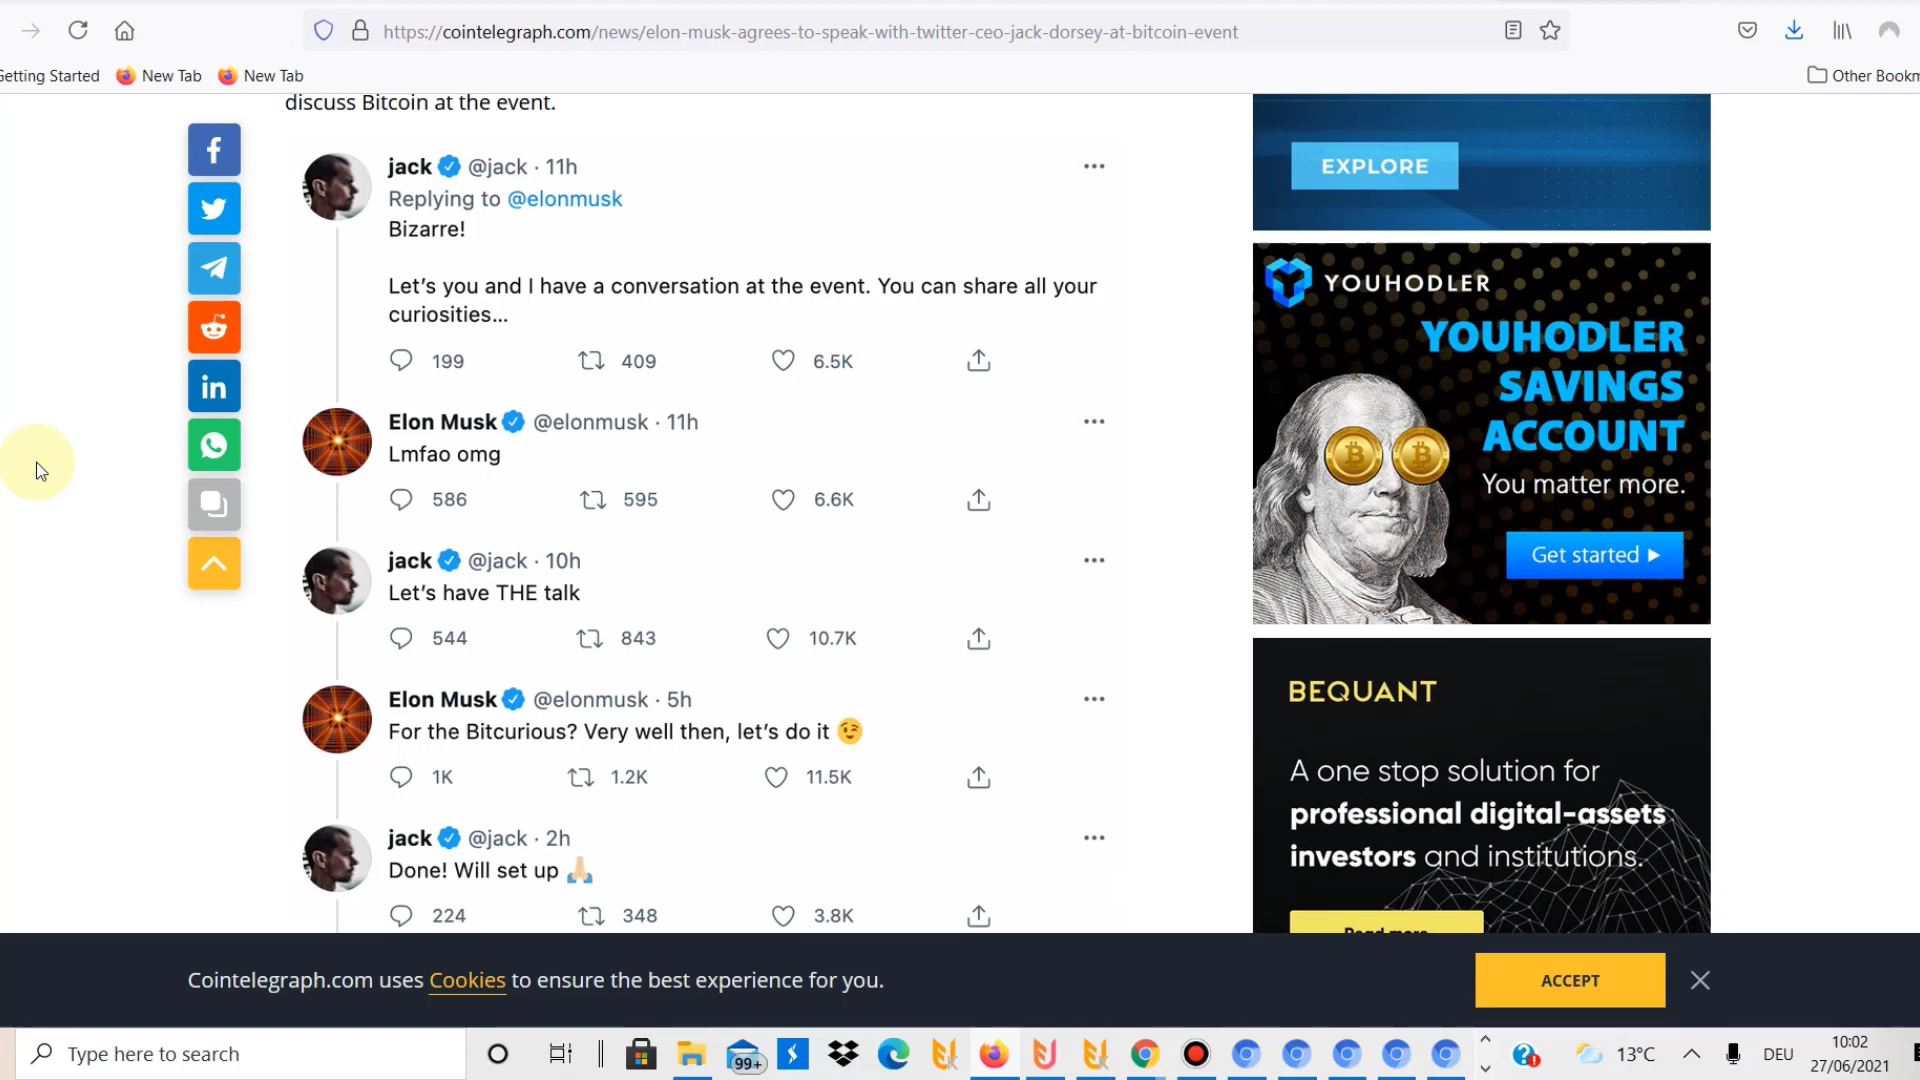 https://cointelegraph.com/news/elon-musk-agrees-to-speak-with-twitter-ceo-jack-dorsey-at-bitcoin-event
Getting Started
New Tab
New Tab
Other Bookm
discuss Bitcoin at the event.
jack @jack · 11h
Replying to @elonmusk
Bizarre!
Let's you and I have a conversation at the event. You can share all your
curiosities...
199 409 6.5K
Elon Musk @elonmusk · 11h
Lmfao omg
586 595 6.6K
jack @jack · 10h
Let's have THE talk
544 843 10.7K
Elon Musk @elonmusk · 5h
For the Bitcurious? Very well then, let's do it 😉
1K 1.2K 11.5K
jack @jack · 2h
Done! Will set up 🙏🏼
224 348 3.8K
EXPLORE
YOUHODLER
YOUHODLER
SAVINGS
ACCOUNT
You matter more.
Get started
BEQUANT
A one stop solution for
professional digital-assets
investors and institutions.
Read more
Cointelegraph.com uses Cookies to ensure the best experience for you.
ACCEPT
Type here to search
99+
13°C
DEU
10:02
27/06/2021